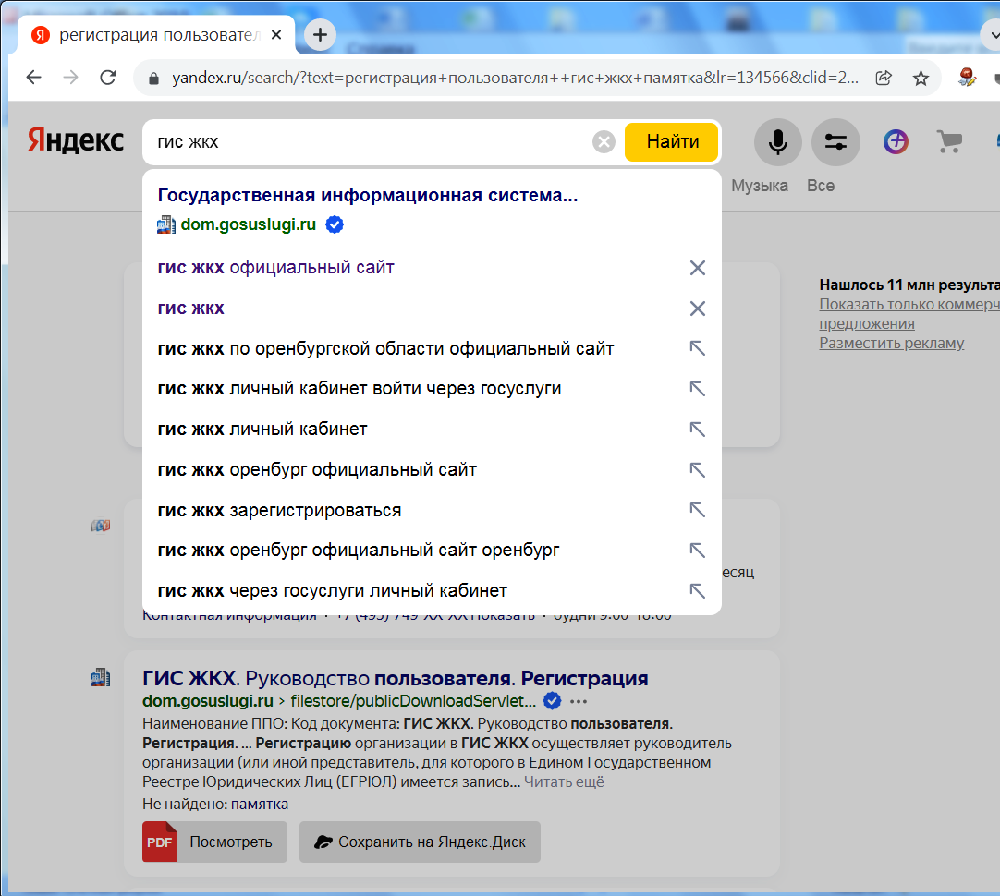 регистрация пользовател
yandex.ru/search/?text=регистрация+пользователя++гис+жкх+памятка&lr=134566&clid=2...
Яндекс
гис жкх
Найти
Музыка
Все
Государственная информационная система...
dom.gosuslugi.ru
гис жкх официальный сайт
гис жкх
гис жкх по оренбургской области официальный сайт
гис жкх личный кабинет войти через госуслуги
гис жкх личный кабинет
гис жкх оренбург официальный сайт
гис жкх зарегистрироваться
гис жкх оренбург официальный сайт оренбург
гис жкх через госуслуги личный кабинет
Нашлось 11 млн результа
Показать только коммерч
предложения
Разместить рекламу
есяц
Контактная информация · +7 (495) 749-XX-XX Показать · будни 9:00-18:00
ГИС ЖКХ. Руководство пользователя. Регистрация
dom.gosuslugi.ru › filestore/publicDownloadServlet...
Наименование ППО: Код документа: ГИС ЖКХ. Руководство пользователя.
Регистрация. ... Регистрацию организации в ГИС ЖКХ осуществляет руководитель
организации (или иной представитель, для которого в Едином Государственном
Реестре Юридических Лиц (ЕГРЮЛ) имеется запись... Читать ещё
Не найдено: памятка
PDF Посмотреть
Сохранить на Яндекс.Диск